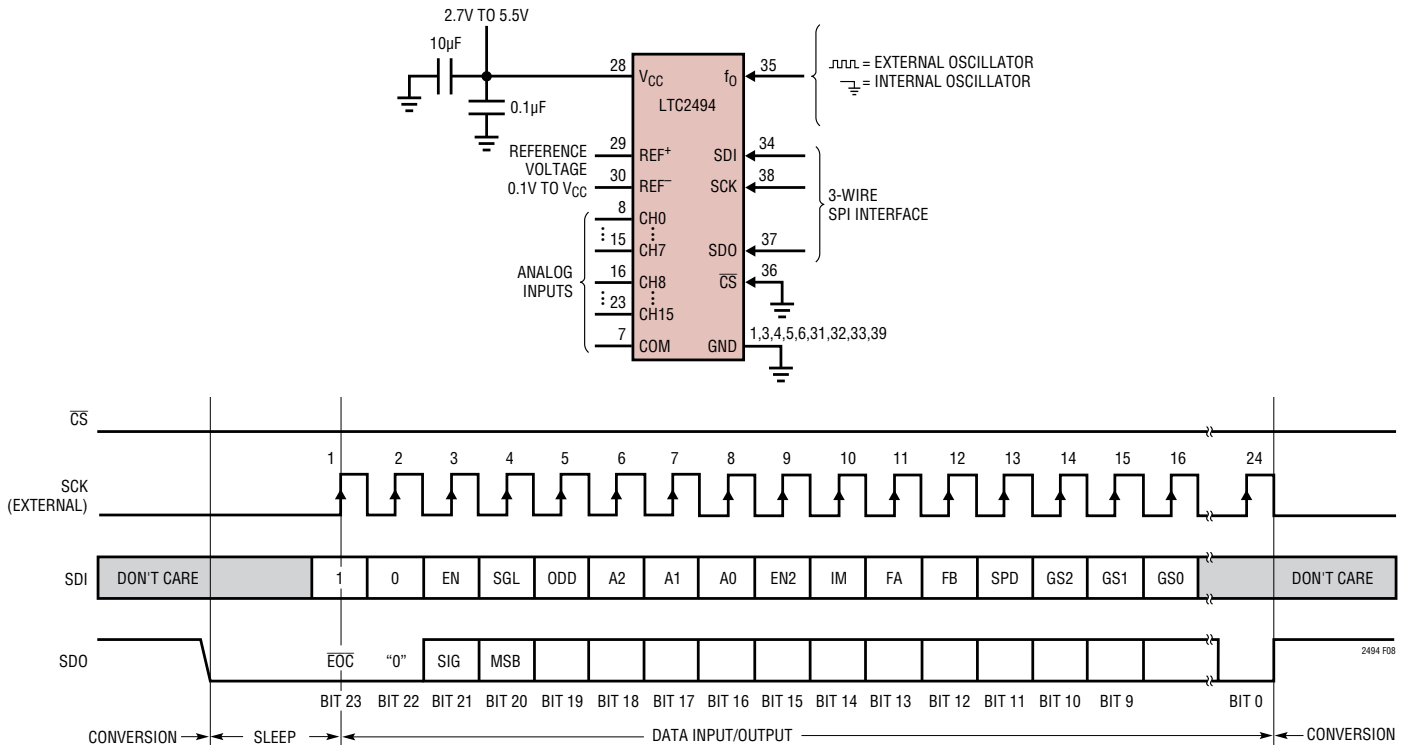 2.7V TO 5.5V
10µF
0.1µF
28
VCC
fO
35
LTC2494
= EXTERNAL OSCILLATOR
= INTERNAL OSCILLATOR
REFERENCE
VOLTAGE
0.1V TO VCC
29
REF+
30
REF–
SDI
34
SCK
38
3-WIRE
SPI INTERFACE
SDO
37
CS
36
ANALOG
INPUTS
8
CH0
15
CH7
16
CH8
23
CH15
7
COM
GND
1,3,4,5,6,31,32,33,39
CS
SCK
(EXTERNAL)
1 2 3 4 5 6 7 8 9 10 11 12 13 14 15 16 24
SDI DON'T CARE 1 0 EN SGL ODD A2 A1 A0 EN2 IM FA FB SPD GS2 GS1 GS0 DON'T CARE
SDO EOC “0” SIG MSB
2494 F08
BIT 23 BIT 22 BIT 21 BIT 20 BIT 19 BIT 18 BIT 17 BIT 16 BIT 15 BIT 14 BIT 13 BIT 12 BIT 11 BIT 10 BIT 9 BIT 0
CONVERSION SLEEP DATA INPUT/OUTPUT CONVERSION